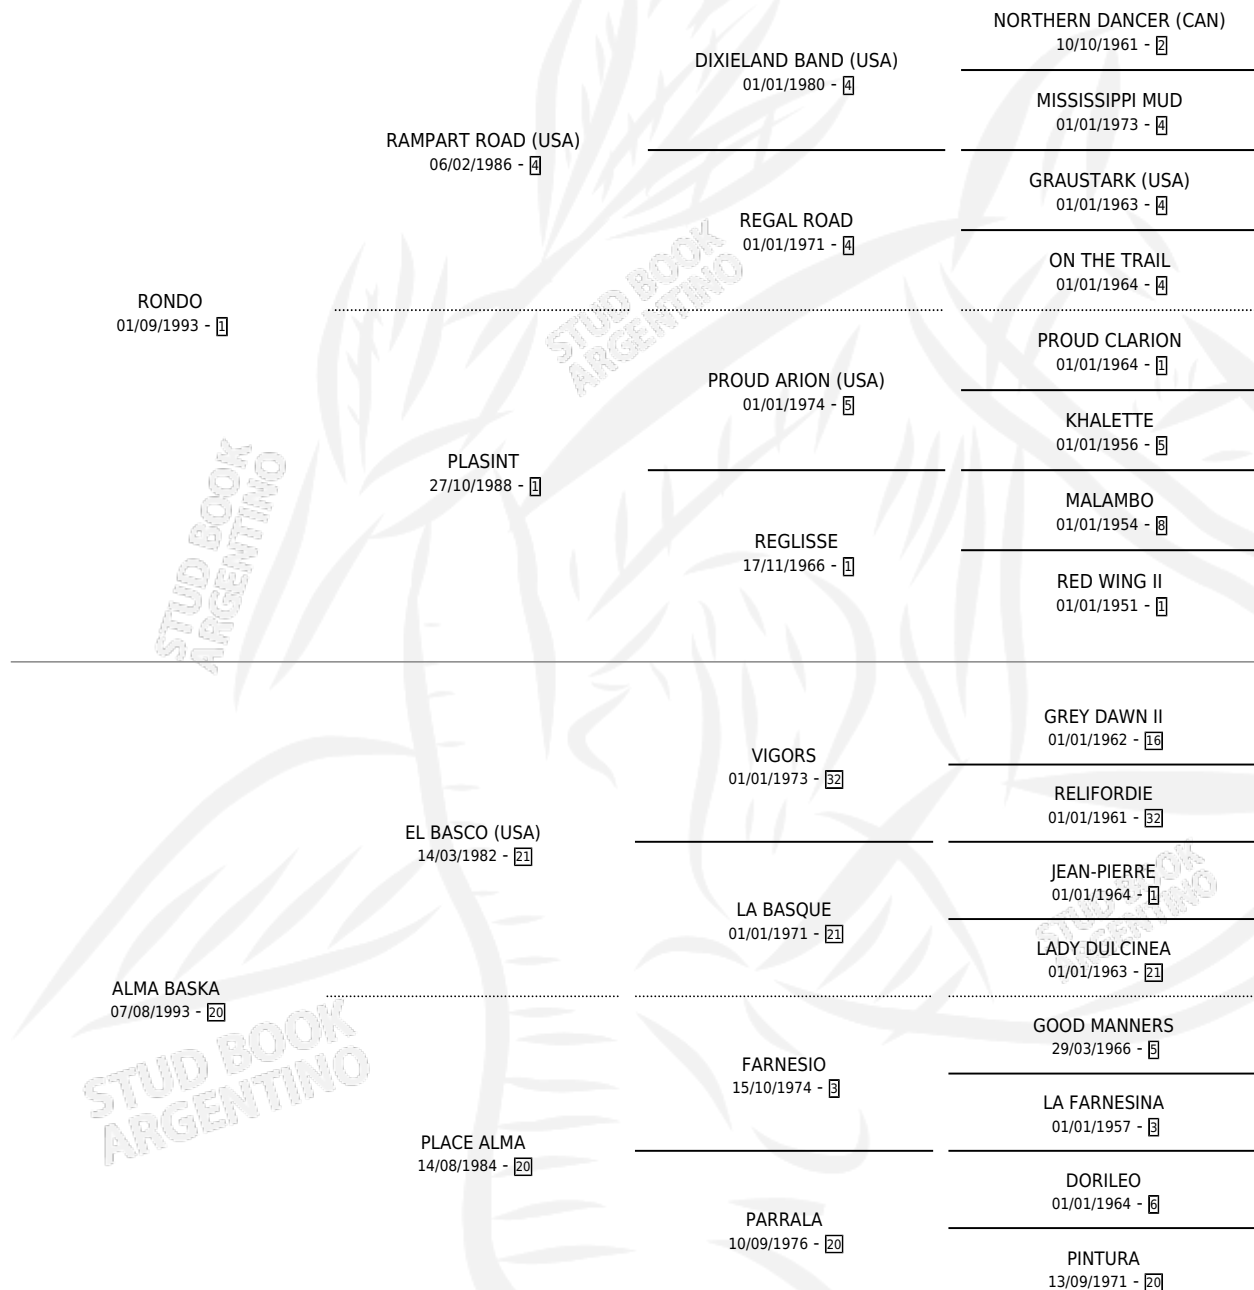 NORTHERN DANCER (CAN)
10/10/1961 - 2
DIXIELAND BAND (USA)
01/01/1980 - 4
MISSISSIPPI MUD
01/01/1973 - 4
RAMPART ROAD (USA)
06/02/1986 - 4
GRAUSTARK (USA)
01/01/1963 - 4
REGAL ROAD
01/01/1971 - 4
ON THE TRAIL
01/01/1964 - 4
RONDO
01/09/1993 - 1
PROUD CLARION
01/01/1964 - 1
PROUD ARION (USA)
01/01/1974 - 5
KHALETTE
01/01/1956 - 5
PLASINT
27/10/1988 - 1
MALAMBO
01/01/1954 - 8
REGLISSE
17/11/1966 - 1
RED WING II
01/01/1951 - 1
GREY DAWN II
01/01/1962 - 16
VIGORS
01/01/1973 - 32
RELIFORDIE
01/01/1961 - 32
EL BASCO (USA)
14/03/1982 - 21
JEAN-PIERRE
01/01/1964 - 1
LA BASQUE
01/01/1971 - 21
LADY DULCINEA
01/01/1963 - 21
ALMA BASKA
07/08/1993 - 20
GOOD MANNERS
29/03/1966 - 5
FARNESIO
15/10/1974 - 3
LA FARNESINA
01/01/1957 - 3
PLACE ALMA
14/08/1984 - 20
DORILEO
01/01/1964 - 6
PARRALA
10/09/1976 - 20
PINTURA
13/09/1971 - 20
STUD BOOK
ARGENTINO
STUD BOOK
ARGENTINO
STUD BOOK
ARGENTINO
STUD BOOK
ARGENTINO